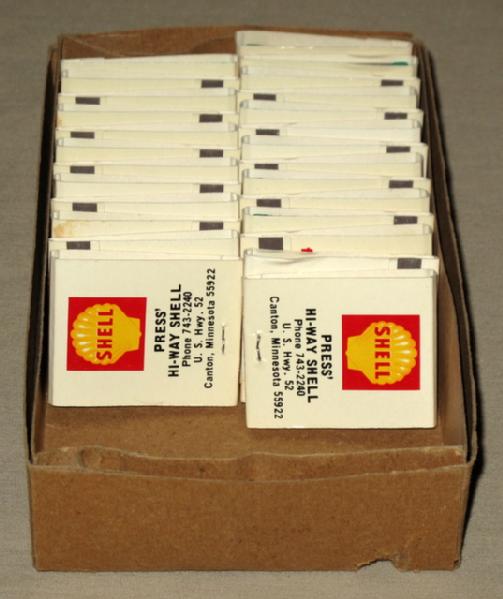 SHELL
PRESS'
HI-WAY SHELL
Phone 743-2240
U. S. Hwy. 52
Canton, Minnesota 55922
SHELL
PRESS'
HI-WAY SHELL
Phone 743-2240
U. S. Hwy. 52
Canton, Minnesota 55922